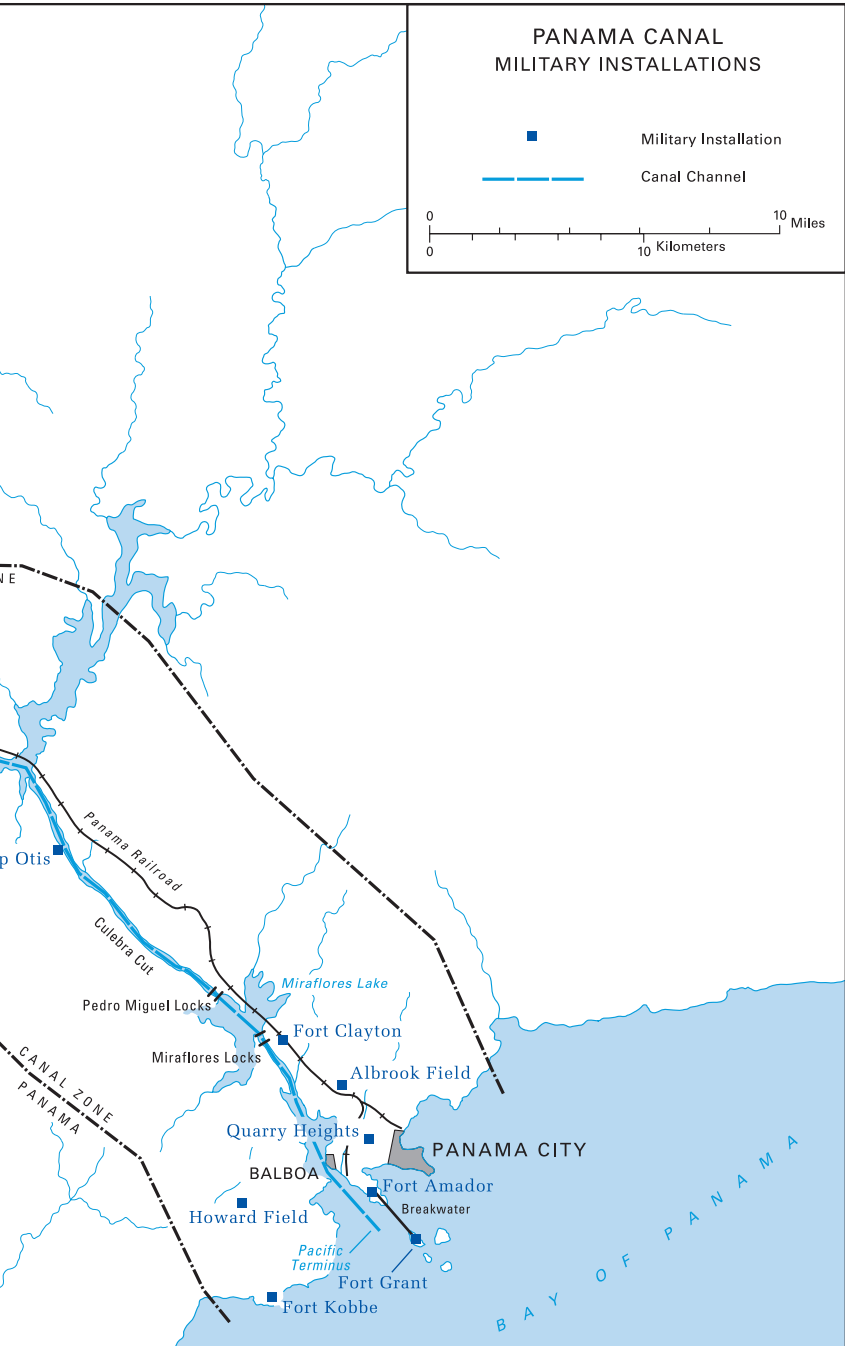 PANAMA CANAL
MILITARY INSTALLATIONS
Military Installation
Canal Channel
0 10 Miles
0 10 Kilometers
NE
Panama Railroad
p Otis
Culebra Cut
Miraflores Lake
Pedro Miguel Locks
Fort Clayton
Miraflores Locks
CANAL ZONE
PANAMA
Albrook Field
Quarry Heights
PANAMA CITY
BALBOA
Fort Amador
Howard Field
Breakwater
Pacific
Terminus
Fort Grant
Fort Kobbe
BAY OF PANAMA